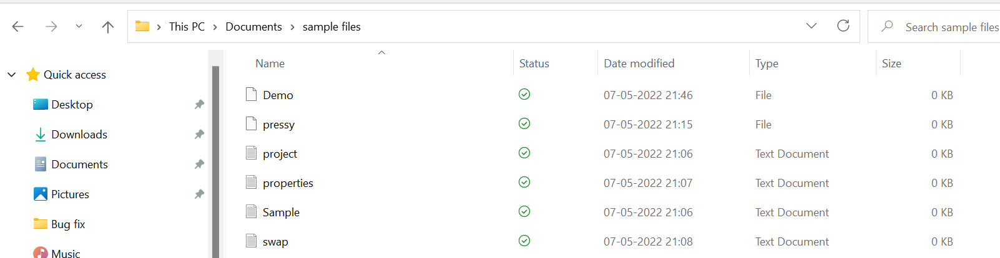 This PC Documents sample files Search sample files
Name Status Date modified Type Size
Quick access
Desktop
Downloads
Documents
Pictures
Bug fix
Music
Demo 07-05-2022 21:46 File 0 KB
pressy 07-05-2022 21:15 File 0 KB
project 07-05-2022 21:06 Text Document 0 KB
properties 07-05-2022 21:07 Text Document 0 KB
Sample 07-05-2022 21:06 Text Document 0 KB
swap 07-05-2022 21:08 Text Document 0 KB